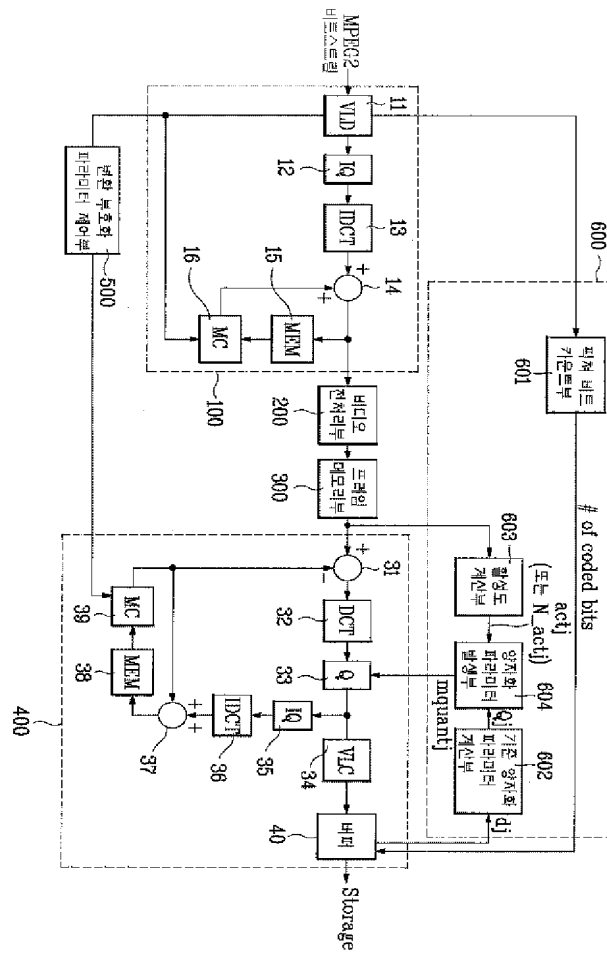 MPEG2
비트스트림
VLD
11
IQ
12
IDCT
13
14
MEM
15
MC
16
100
변환 부호화
파라미터 제어부
500
비디오
전처리부
200
프레임
메모리부
300
600
픽쳐 비트
카운트부
601
# of coded bits
활성도
계산부
603
actj
(또는 N_actj)
양자화
파라미터
발생부
604
Qj
mquantj
기준 양자화
파라미터
계산부
602
dj
31
DCT
32
Q
33
VLC
34
IQ
35
IDCT
36
37
MEM
38
MC
39
버퍼
40
400
Storage